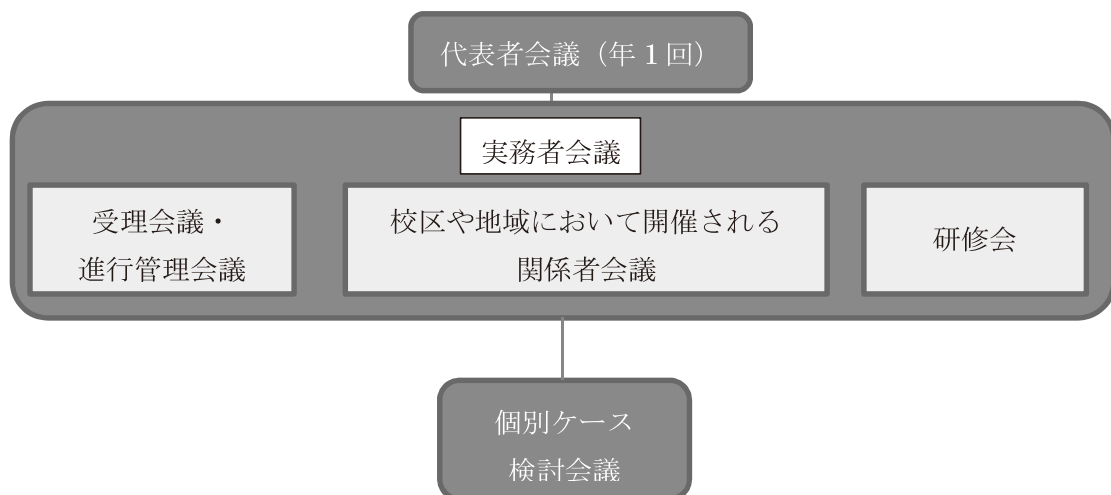 代表者会議（年１回）
実務者会議
受理会議・
進行管理会議
校区や地域において開催される
関係者会議
研修会
個別ケース
検討会議